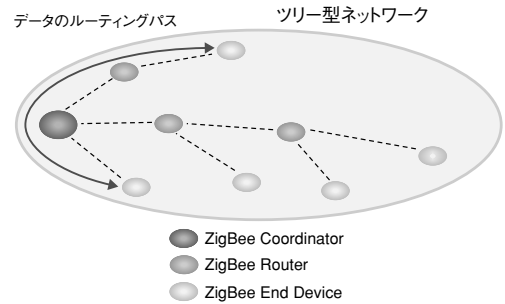 データのルーティングパス
ツリー型ネットワーク
ZigBee Coordinator
ZigBee Router
ZigBee End Device